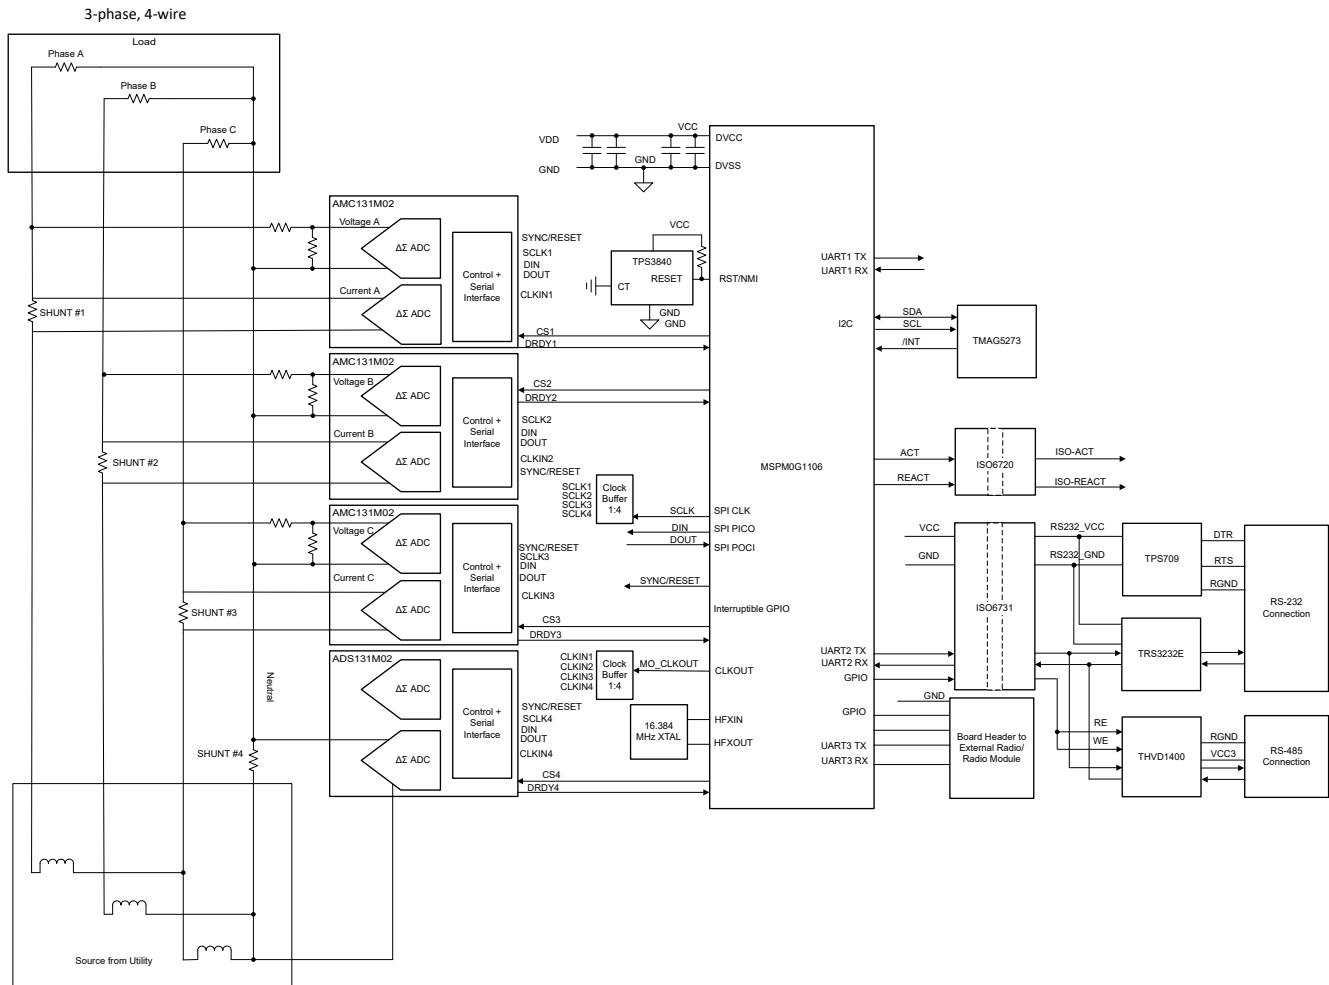 3-phase, 4-wire
Load
Phase A
Phase B
Phase C
AMC131M02
Voltage A
ΔΣ ADC
Current A
ΔΣ ADC
Control +
Serial
Interface
SYNC/RESET
SCLK1
DIN
DOUT
CLKIN1
CS1
DRDY1
SHUNT #1
AMC131M02
Voltage B
ΔΣ ADC
Current B
ΔΣ ADC
Control +
Serial
Interface
CS2
DRDY2
SCLK2
DIN
DOUT
CLKIN2
SYNC/RESET
SHUNT #2
AMC131M02
Voltage C
ΔΣ ADC
Current C
ΔΣ ADC
Control +
Serial
Interface
SYNC/RESET
SCLK3
DIN
DOUT
CLKIN3
CS3
DRDY3
SHUNT #3
ADS131M02
ΔΣ ADC
ΔΣ ADC
Control +
Serial
Interface
SYNC/RESET
SCLK4
DIN
DOUT
CLKIN4
CS4
DRDY4
Neutral
SHUNT #4
Source from Utility
VDD
VCC
GND
GND
VCC
TPS3840
RESET
CT
GND
GND
SCLK1
SCLK2
SCLK3
SCLK4
Clock
Buffer
1:4
SCLK
DIN
DOUT
SYNC/RESET
CLKIN1
CLKIN2
CLKIN3
CLKIN4
Clock
Buffer
1:4
MO_CLKOUT
16.384
MHz XTAL
DVCC
DVSS
RST/NMI
MSPM0G1106
SPI CLK
SPI PICO
SPI POCI
Interruptible GPIO
CLKOUT
HFXIN
HFXOUT
UART1 TX
UART1 RX
I2C
UART2 TX
UART2 RX
GPIO
GPIO
UART3 TX
UART3 RX
SDA
SCL
/INT
TMAG5273
ACT
REACT
ISO6720
ISO-ACT
ISO-REACT
VCC
GND
ISO6731
RS232_VCC
RS232_GND
TPS709
DTR
RTS
RGND
RS-232
Connection
TRS3232E
GND
Board Header to
External Radio/
Radio Module
RE
WE
THVD1400
RGND
VCC3
RS-485
Connection